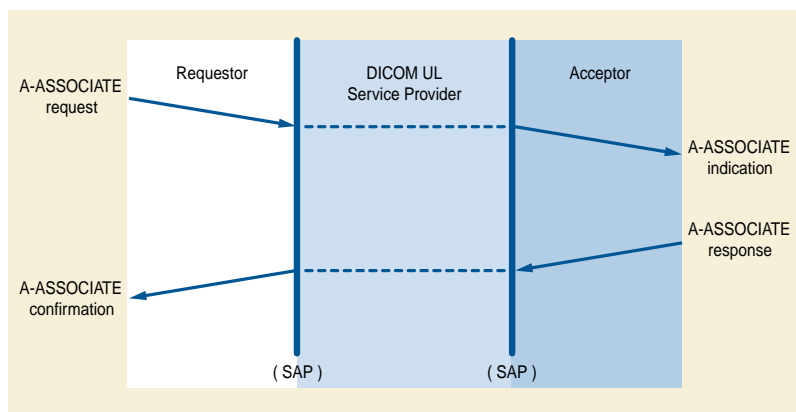 Requestor
DICOM UL
Service Provider
Acceptor
A-ASSOCIATE
request
A-ASSOCIATE
indication
A-ASSOCIATE
response
A-ASSOCIATE
confirmation
( SAP )
( SAP )